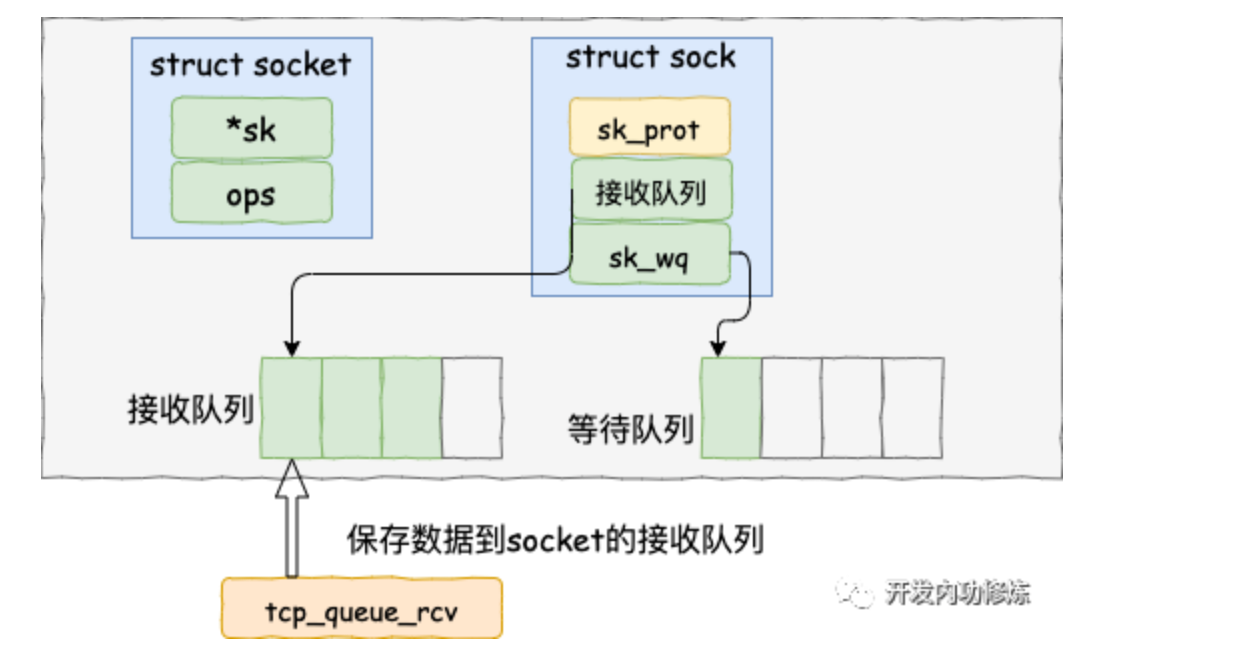 struct socket
*sk
ops
struct sock
sk_prot
接收队列
sk_wq
接收队列
等待队列
保存数据到socket的接收队列
tcp_queue_rcv
开发内功修炼